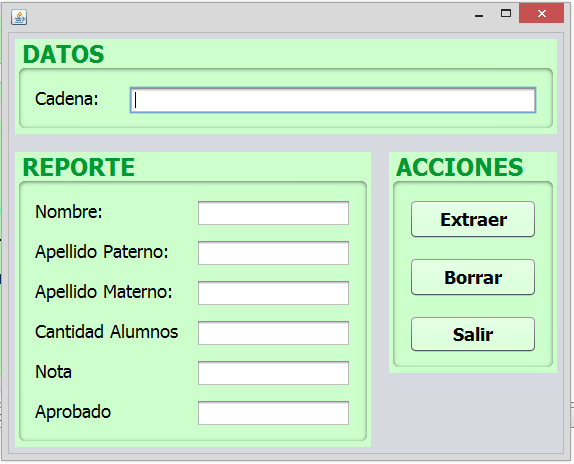 DATOS
Cadena:
REPORTE
Nombre:
Apellido Paterno:
Apellido Materno:
Cantidad Alumnos
Nota
Aprobado
ACCIONES
Extraer
Borrar
Salir